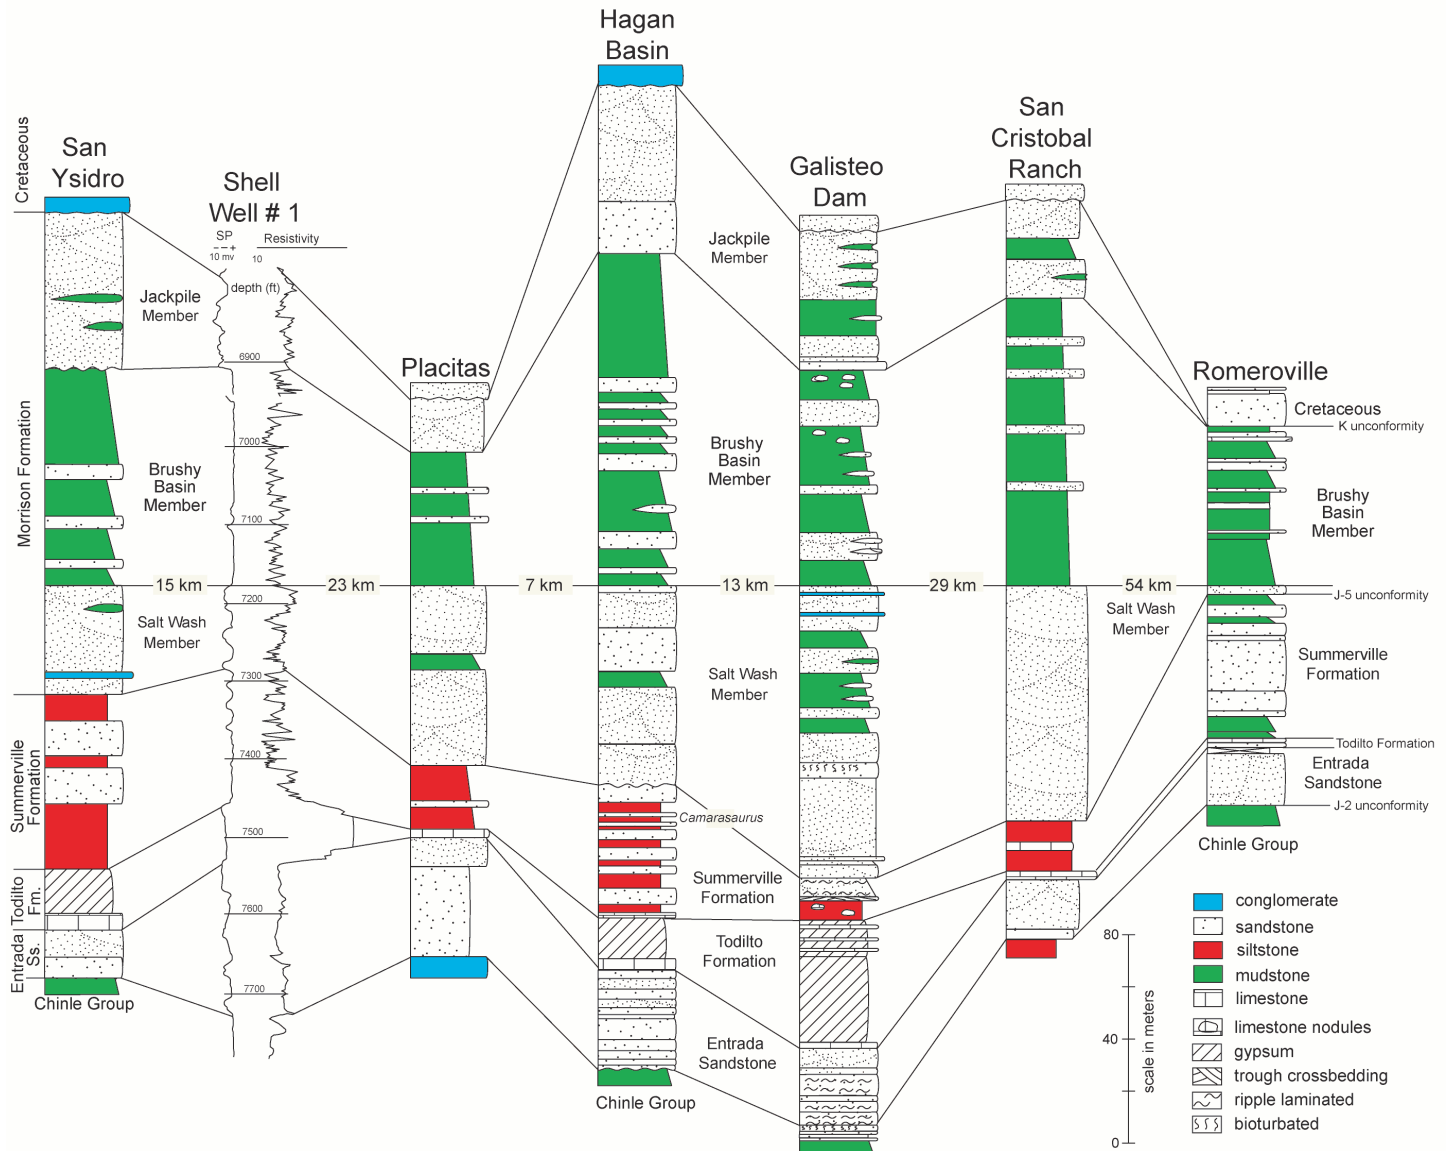 Hagan
Basin
San
Cristobal
Ranch
San
Ysidro
Galisteo
Dam
Shell
Well # 1
SP
- - +
10 mv
Resistivity
10
depth (ft)
6900
7000
7100
7200
7300
7400
7500
7600
7700
Placitas
Romeroville
Cretaceous
Morrison Formation
Summerville
Formation
Todilto
Fm.
Entrada
Ss.
Chinle Group
Jackpile
Member
Brushy
Basin
Member
Salt Wash
Member
15 km
23 km
7 km
13 km
29 km
54 km
Jackpile
Member
Brushy
Basin
Member
Salt Wash
Member
Camarasaurus
Summerville
Formation
Todilto
Formation
Entrada
Sandstone
Chinle Group
Salt Wash
Member
Cretaceous
K unconformity
Brushy
Basin
Member
J-5 unconformity
Summerville
Formation
Todilto Formation
Entrada
Sandstone
J-2 unconformity
Chinle Group
conglomerate
sandstone
siltstone
mudstone
limestone
limestone nodules
gypsum
trough crossbedding
ripple laminated
bioturbated
80
40
0
scale in meters